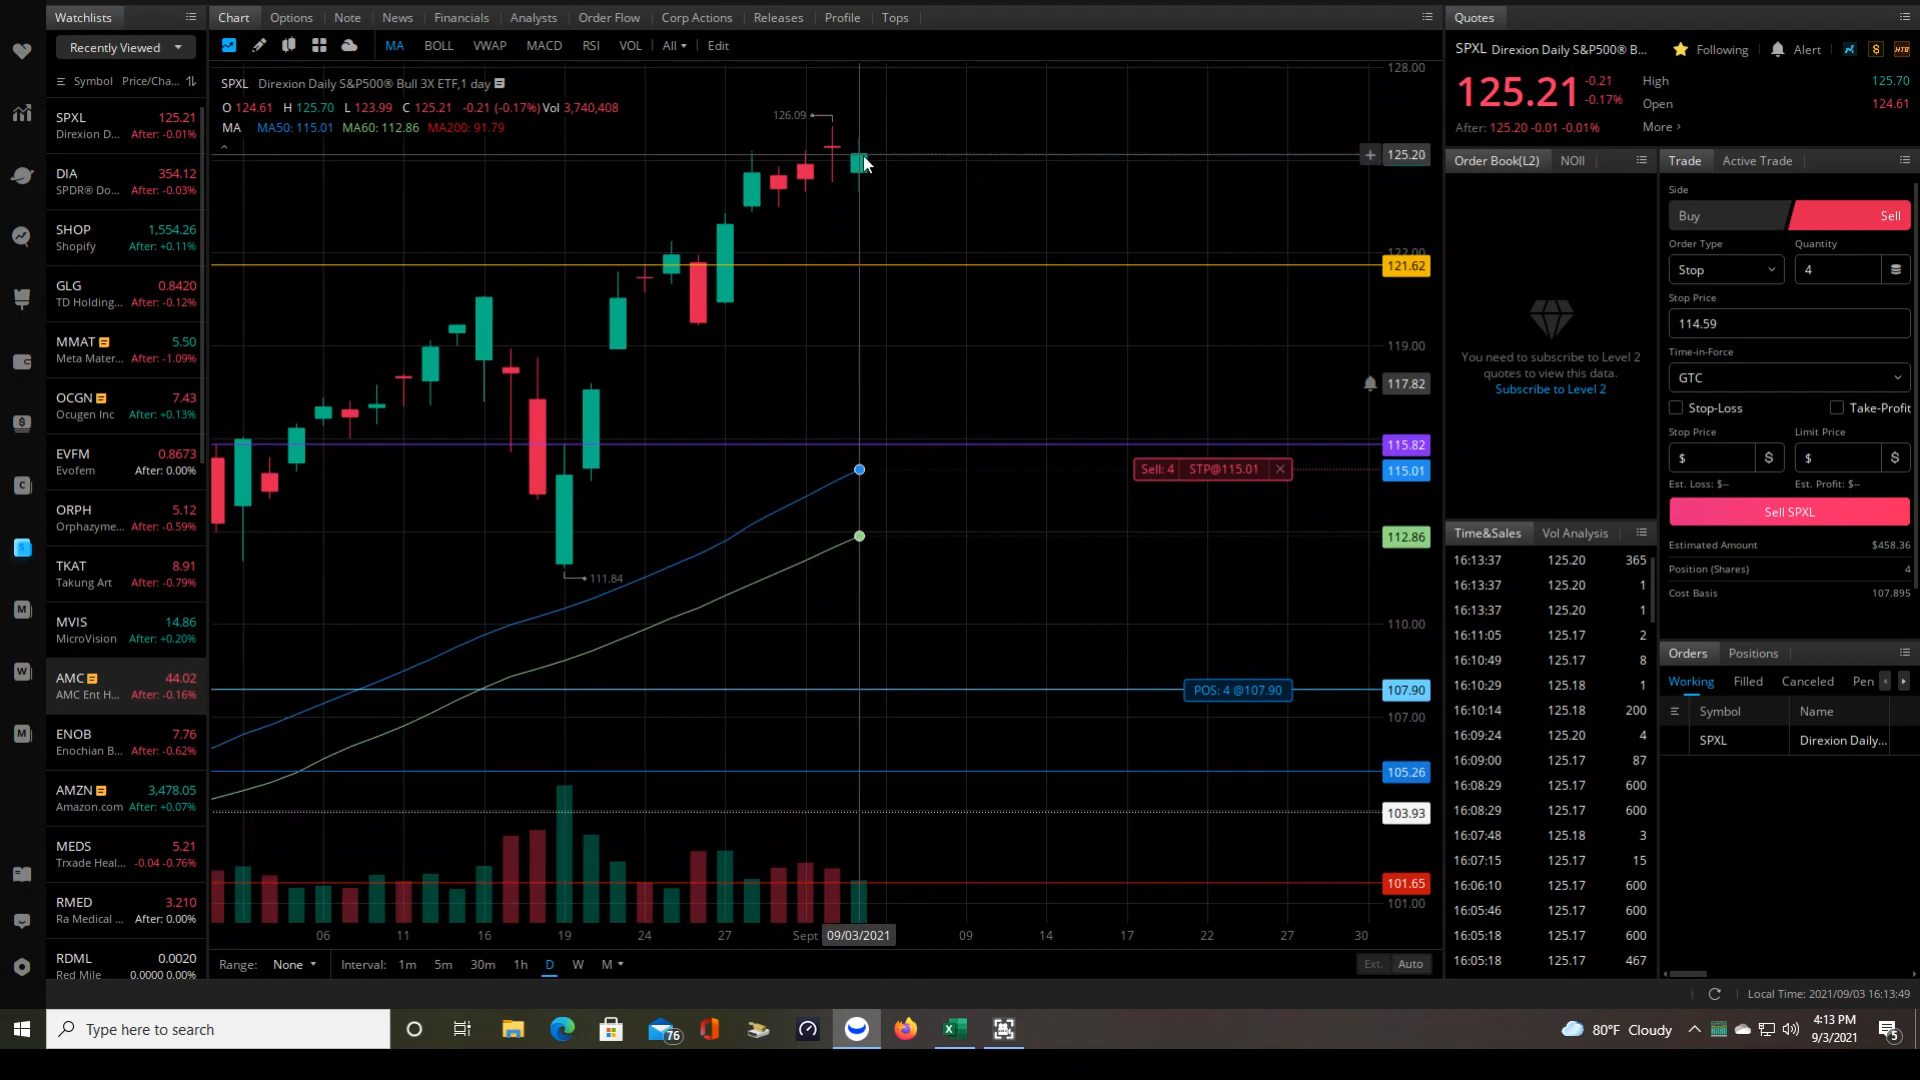 Watchlists
Recently Viewed
Symbol Price/Cha...
SPXL 125.21
Direxion D... After: -0.01%
DIA 354.12
SPDR® Do... After: -0.03%
SHOP 1,554.26
Shopify After: +0.11%
GLG 0.8420
TD Holding... After: -0.12%
MMAT 5.50
Meta Mater... After: -1.09%
OCGN 7.43
Ocugen Inc After: +0.13%
EVFM 0.8673
Evofem After: 0.00%
ORPH 5.12
Orphazyme... After: -0.59%
TKAT 8.91
Takung Art After: -0.79%
MVIS 14.86
MicroVision After: +0.20%
AMC 44.02
AMC Ent H... After: -0.16%
ENOB 7.76
Enochian B... After: -0.62%
AMZN 3,478.05
Amazon.com After: +0.07%
MEDS 5.21
Trxade Heal... -0.04 -0.76%
RMED 3.210
Ra Medical ... After: 0.00%
RDML 0.0020
Red Mile 0.0000 0.00%
Chart Options Note News Financials Analysts Order Flow Corp Actions Releases Profile Tops
MA BOLL VWAP MACD RSI VOL All Edit
SPXL Direxion Daily S&P500® Bull 3X ETF,1 day
O 124.61 H 125.70 L 123.99 C 125.21 -0.21 (-0.17%) Vol 3,740,408
MA MA50: 115.01 MA60: 112.86 MA200: 91.79
126.09
111.84
128.00
125.20
122.00
121.62
119.00
117.82
115.82
115.01
112.86
110.00
107.90
107.00
105.26
103.93
101.65
101.00
Sell: 4 STP@115.01
POS: 4 @107.90
06 11 16 19 24 27 Sept 09/03/2021 09 14 17 22 27 30
Range: None Interval: 1m 5m 30m 1h D W M Ext. Auto
Quotes
SPXL Direxion Daily S&P500® B... Following Alert HTB
125.21 -0.21 -0.17%
After: 125.20 -0.01 -0.01%
High 125.70
Open 124.61
More
Order Book(L2) NOII
You need to subscribe to Level 2
quotes to view this data.
Subscribe to Level 2
Time&Sales Vol Analysis
16:13:37 125.20 365
16:13:37 125.20 1
16:13:37 125.20 1
16:11:05 125.17 2
16:10:49 125.17 8
16:10:29 125.18 1
16:10:14 125.18 200
16:09:24 125.20 4
16:09:00 125.17 87
16:08:29 125.17 600
16:08:29 125.17 600
16:07:48 125.18 3
16:07:15 125.17 15
16:06:10 125.17 600
16:05:46 125.17 600
16:05:18 125.17 600
16:05:18 125.17 467
Trade Active Trade
Side
Buy Sell
Order Type Quantity
Stop 4
Stop Price
114.59
Time-in-Force
GTC
Stop-Loss Take-Profit
Stop Price Limit Price
$ $ $ $
Est. Loss: $-- Est. Profit: $--
Sell SPXL
Estimated Amount $458.36
Position (Shares) 4
Cost Basis 107.895
Orders Positions
Working Filled Canceled Pen
Symbol Name
SPXL Direxion Daily...
Local Time: 2021/09/03 16:13:49
Type here to search
76
80°F Cloudy
4:13 PM
9/3/2021
5